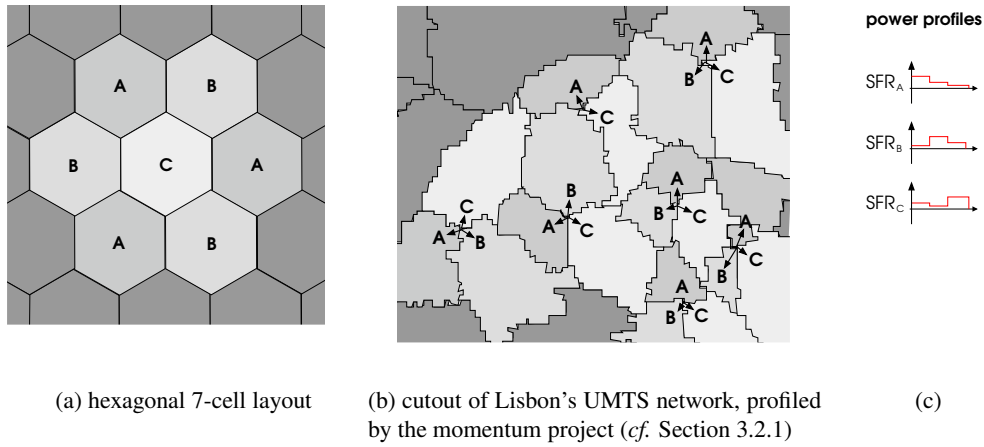 A
B
B
C
A
A
B
A
B
C
A
C
B
A
C
C
A
B
A
B
C
A
B
C
A
B
C
A
B
C
power profiles
SFR_A
SFR_B
SFR_C
(a) hexagonal 7-cell layout
(b) cutout of Lisbon's UMTS network, profiled
by the momentum project (cf. Section 3.2.1)
(c)